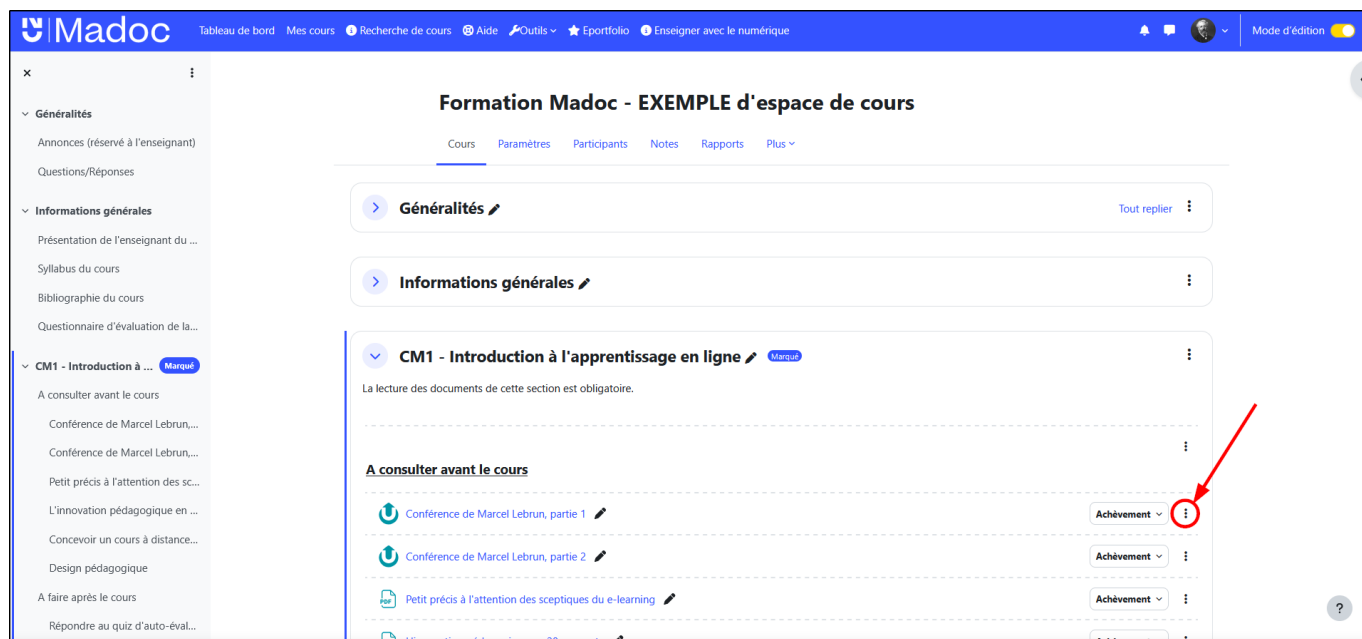 Madoc
Tableau de bord Mes cours Recherche de cours Aide Outils Eportfolio Enseigner avec le numérique
Mode d'édition
Généralités
Annonces (réservé à l'enseignant)
Questions/Réponses
Informations générales
Présentation de l'enseignant du ...
Syllabus du cours
Bibliographie du cours
Questionnaire d'évaluation de la...
CM1 - Introduction à ... Marqué
A consulter avant le cours
Conférence de Marcel Lebrun,...
Conférence de Marcel Lebrun,...
Petit précis à l'attention des sc...
L'innovation pédagogique en ...
Concevoir un cours à distance...
Design pédagogique
A faire après le cours
Répondre au quiz d'auto-éval...
Formation Madoc - EXEMPLE d'espace de cours
Cours Paramètres Participants Notes Rapports Plus
Généralités
Tout replier
Informations générales
CM1 - Introduction à l'apprentissage en ligne Marqué
La lecture des documents de cette section est obligatoire.
A consulter avant le cours
Conférence de Marcel Lebrun, partie 1 Achèvement
Conférence de Marcel Lebrun, partie 2 Achèvement
PDF Petit précis à l'attention des sceptiques du e-learning Achèvement
?